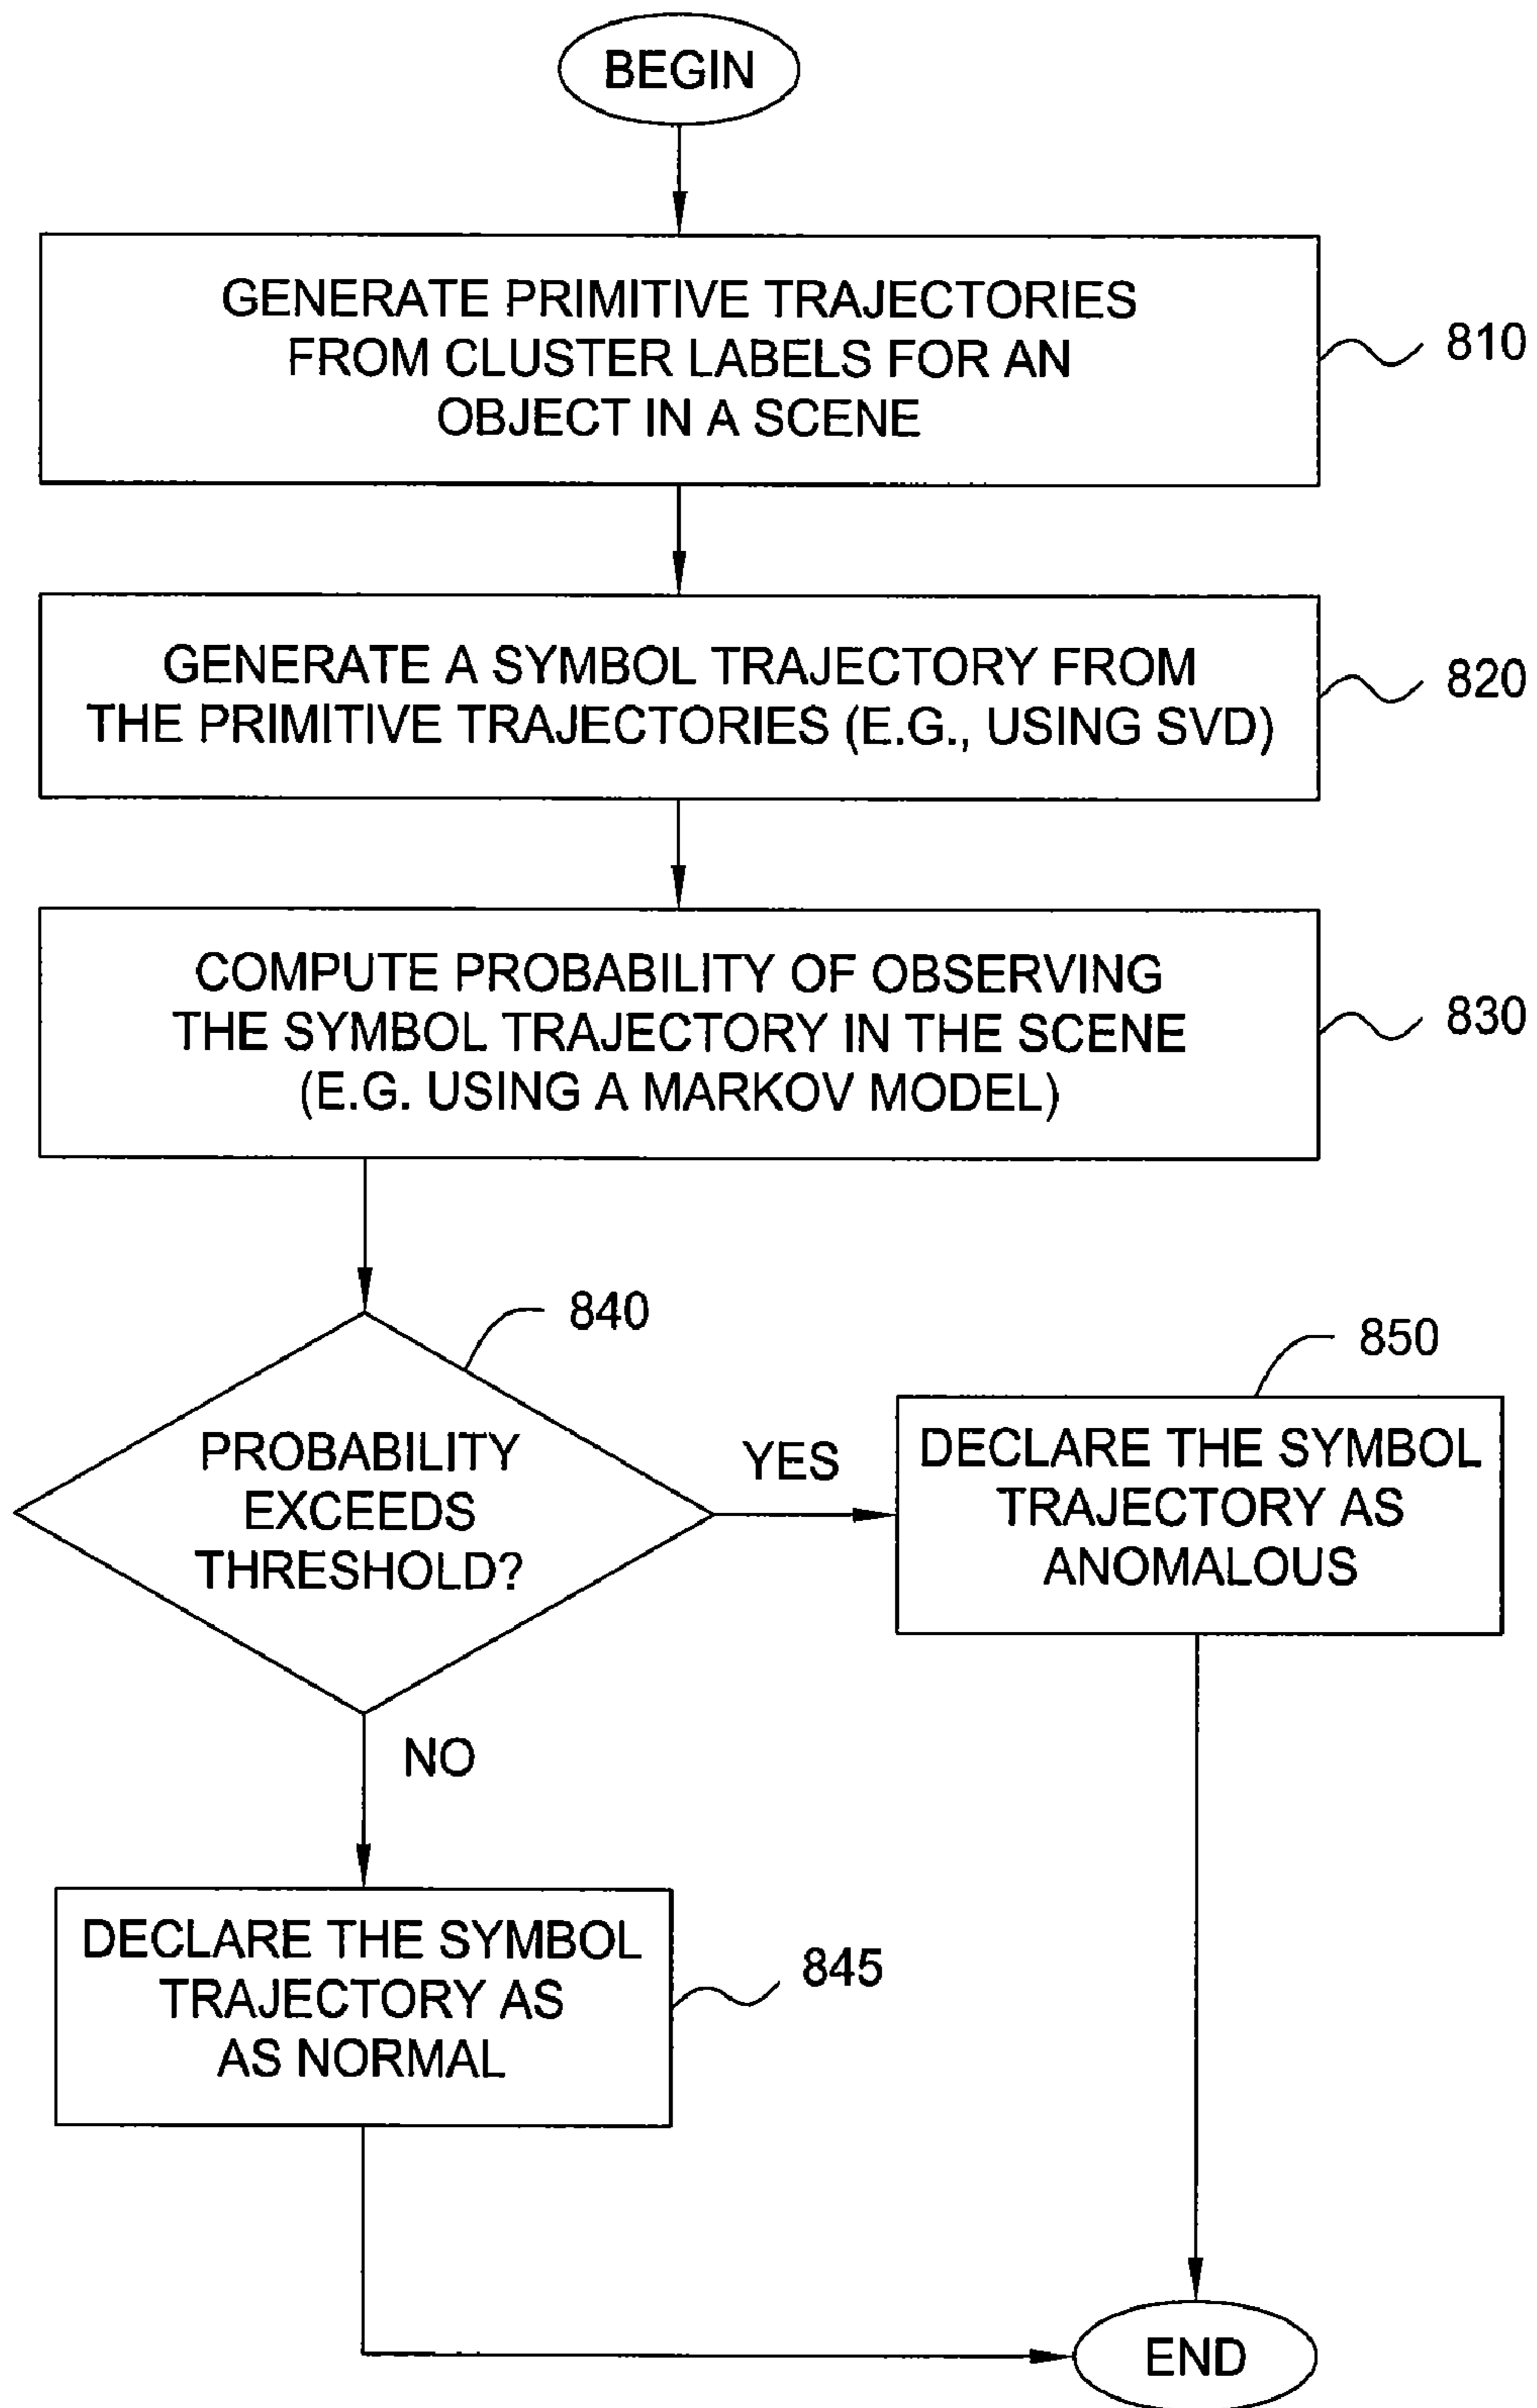 BEGIN
GENERATE PRIMITIVE TRAJECTORIES
FROM CLUSTER LABELS FOR AN
OBJECT IN A SCENE
810
GENERATE A SYMBOL TRAJECTORY FROM
THE PRIMITIVE TRAJECTORIES (E.G., USING SVD)
820
COMPUTE PROBABILITY OF OBSERVING
THE SYMBOL TRAJECTORY IN THE SCENE
(E.G. USING A MARKOV MODEL)
830
840
PROBABILITY
EXCEEDS
THRESHOLD?
YES
850
DECLARE THE SYMBOL
TRAJECTORY AS
ANOMALOUS
NO
DECLARE THE SYMBOL
TRAJECTORY AS
AS NORMAL
845
END